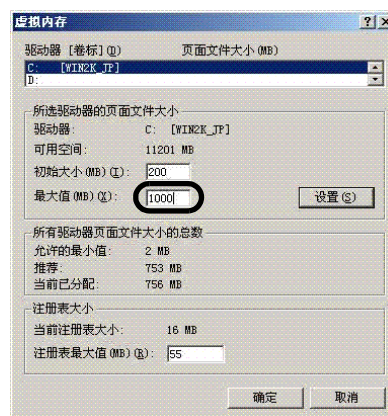 虚拟内存
驱动器 [卷标](D) 页面文件大小(MB)
C: [WIN2K_JP]
D:
所选驱动器的页面文件大小
驱动器: C: [WIN2K_JP]
可用空间: 11201 MB
初始大小(MB)(I): 200
最大值(MB)(X): 1000 设置(S)
所有驱动器页面文件大小的总数
允许的最小值: 2 MB
推荐: 753 MB
当前已分配: 756 MB
注册表大小
当前注册表大小: 16 MB
注册表最大值(MB)(R): 55
确定 取消